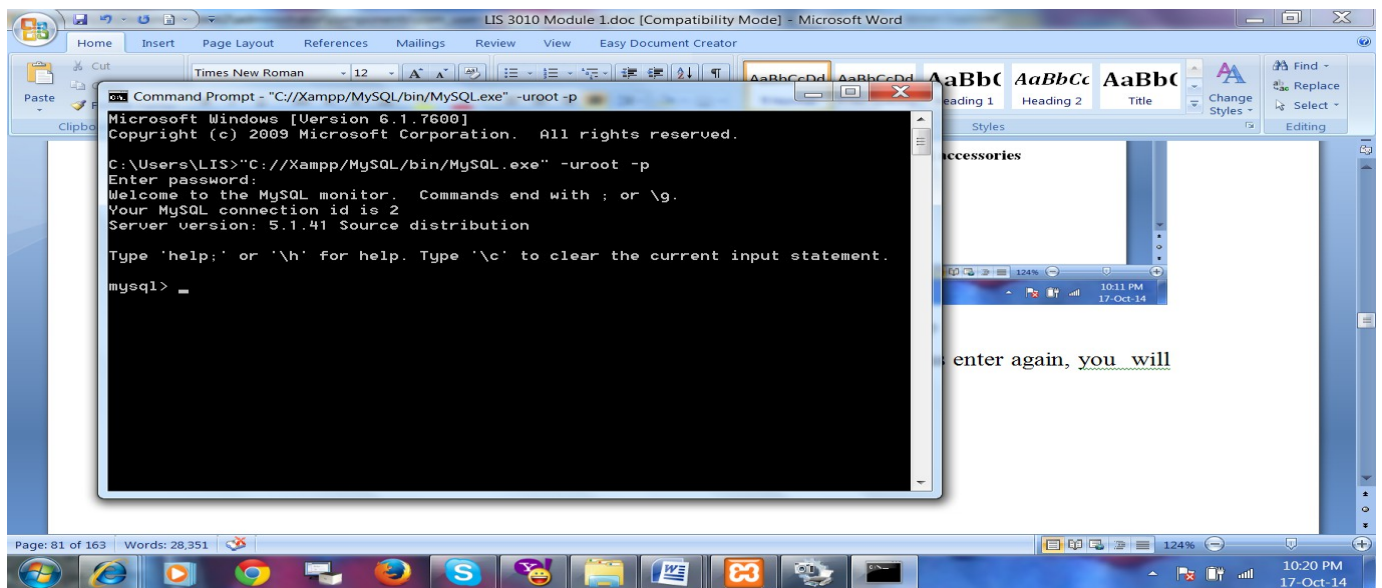 LIS 3010 Module 1.doc [Compatibility Mode] - Microsoft Word
Home Insert Page Layout References Mailings Review View Easy Document Creator
Cut
Paste
Times New Roman 12
AaBbCcDd AaBbCcDd AaBb( AaBbCc AaBb(
eading 1 Heading 2 Title
Change Styles
Find
Replace
Select
Clipbo
Styles
Editing
Command Prompt - "C://Xampp/MySQL/bin/MySQL.exe" -uroot -p
Microsoft Windows [Version 6.1.7600]
Copyright (c) 2009 Microsoft Corporation. All rights reserved.
C:\Users\LIS>"C://Xampp/MySQL/bin/MySQL.exe" -uroot -p
Enter password:
Welcome to the MySQL monitor. Commands end with ; or \g.
Your MySQL connection id is 2
Server version: 5.1.41 Source distribution
Type 'help;' or '\h' for help. Type '\c' to clear the current input statement.
mysql> _
accessories
124%
10:11 PM
17-Oct-14
enter again, you will
Page: 81 of 163 Words: 28,351
124%
10:20 PM
17-Oct-14